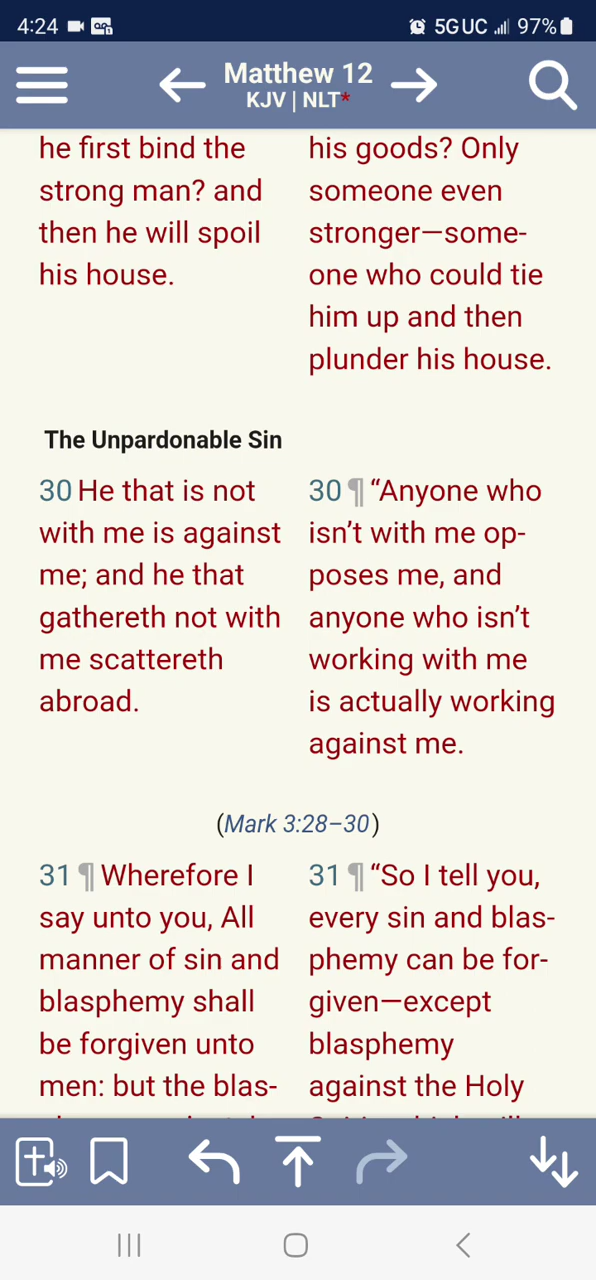 4:24 5G UC 97%
Matthew 12
KJV | NLT*
he first bind the
strong man? and
then he will spoil
his house.
his goods? Only
someone even
stronger—some-
one who could tie
him up and then
plunder his house.
The Unpardonable Sin
30 He that is not
with me is against
me; and he that
gathereth not with
me scattereth
abroad.
30 ¶ “Anyone who
isn’t with me op-
poses me, and
anyone who isn’t
working with me
is actually working
against me.
(Mark 3:28–30)
31 ¶ Wherefore I
say unto you, All
manner of sin and
blasphemy shall
be forgiven unto
men: but the blas-
31 ¶ “So I tell you,
every sin and blas-
phemy can be for-
given—except
blasphemy
against the Holy